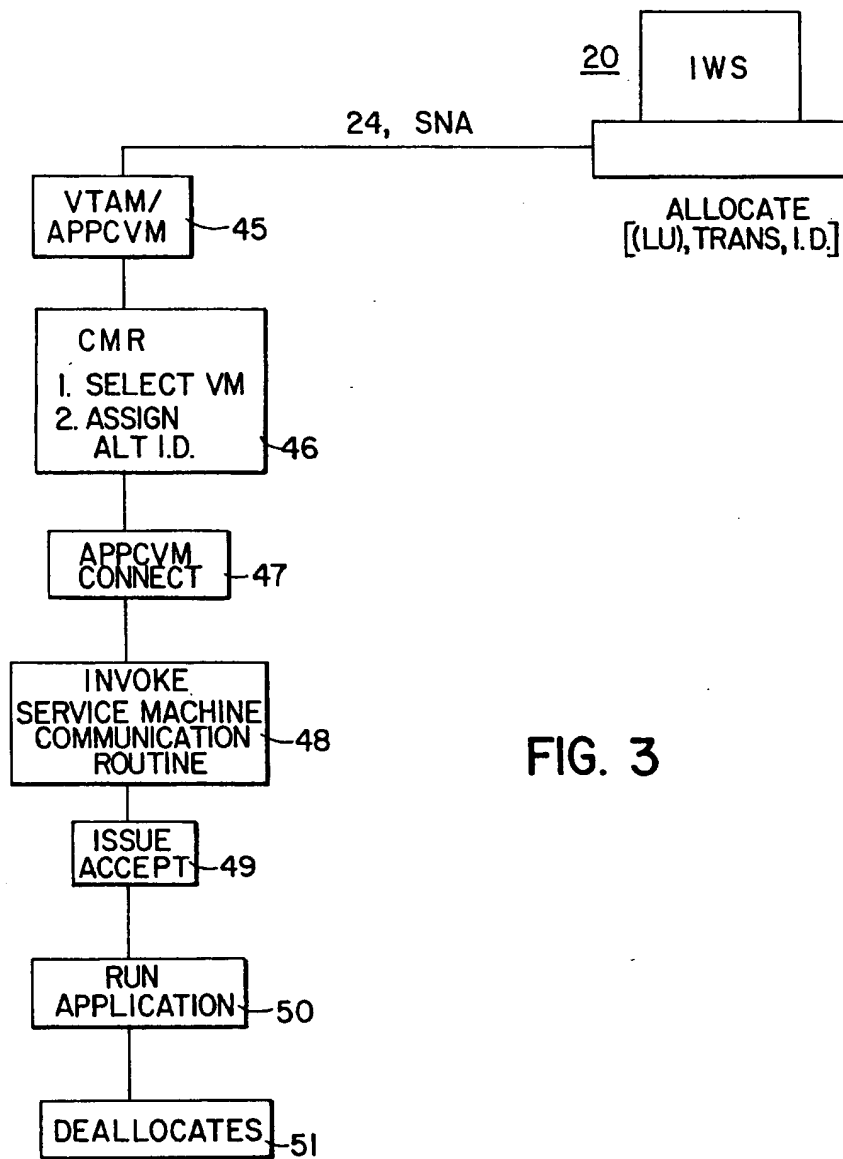 20
IWS
24, SNA
ALLOCATE
[(LU), TRANS, I.D.]
VTAM/
APPCVM
45
CMR
1. SELECT VM
2. ASSIGN
ALT I.D.
46
APPCVM
CONNECT
47
INVOKE
SERVICE MACHINE
COMMUNICATION
ROUTINE
48
ISSUE
ACCEPT
49
RUN
APPLICATION
50
DEALLOCATES
51
FIG. 3